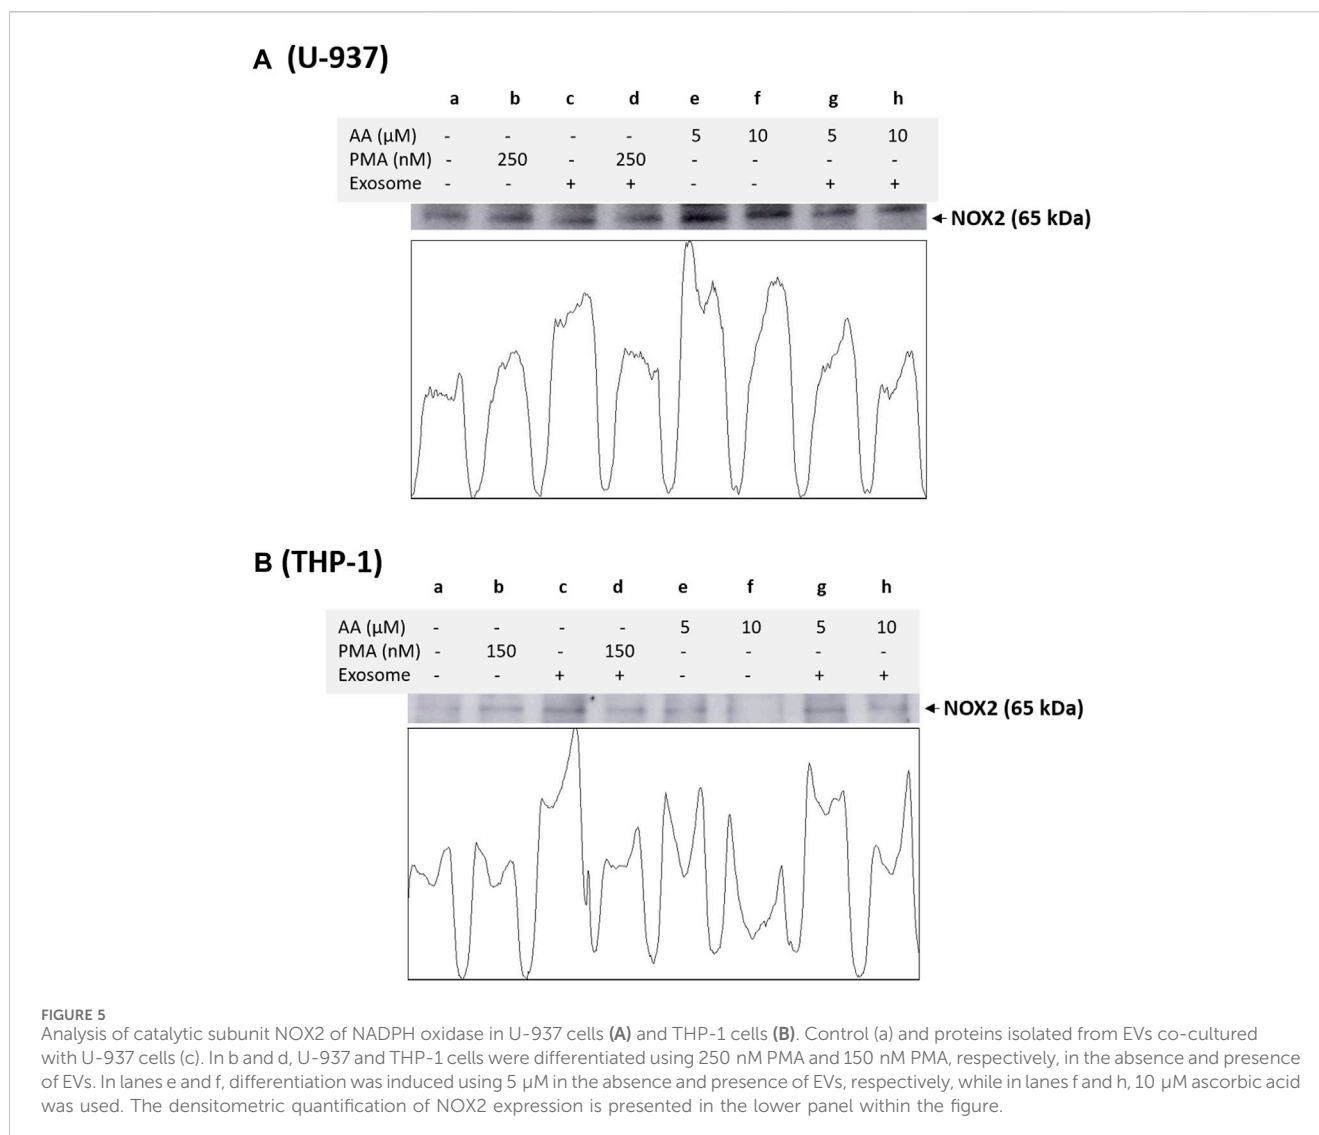 A (U-937)
a b c d e f g h
AA (µM) - - - - 5 10 5 10
PMA (nM) - 250 - 250 - - - -
Exosome - - + + - - + +
NOX2 (65 kDa)
B (THP-1)
a b c d e f g h
AA (µM) - - - - 5 10 5 10
PMA (nM) - 150 - 150 - - - -
Exosome - - + + - - + +
NOX2 (65 kDa)
FIGURE 5
Analysis of catalytic subunit NOX2 of NADPH oxidase in U-937 cells (A) and THP-1 cells (B). Control (a) and proteins isolated from EVs co-cultured
with U-937 cells (c). In b and d, U-937 and THP-1 cells were differentiated using 250 nM PMA and 150 nM PMA, respectively, in the absence and presence
of EVs. In lanes e and f, differentiation was induced using 5 µM in the absence and presence of EVs, respectively, while in lanes f and h, 10 µM ascorbic acid
was used. The densitometric quantification of NOX2 expression is presented in the lower panel within the figure.